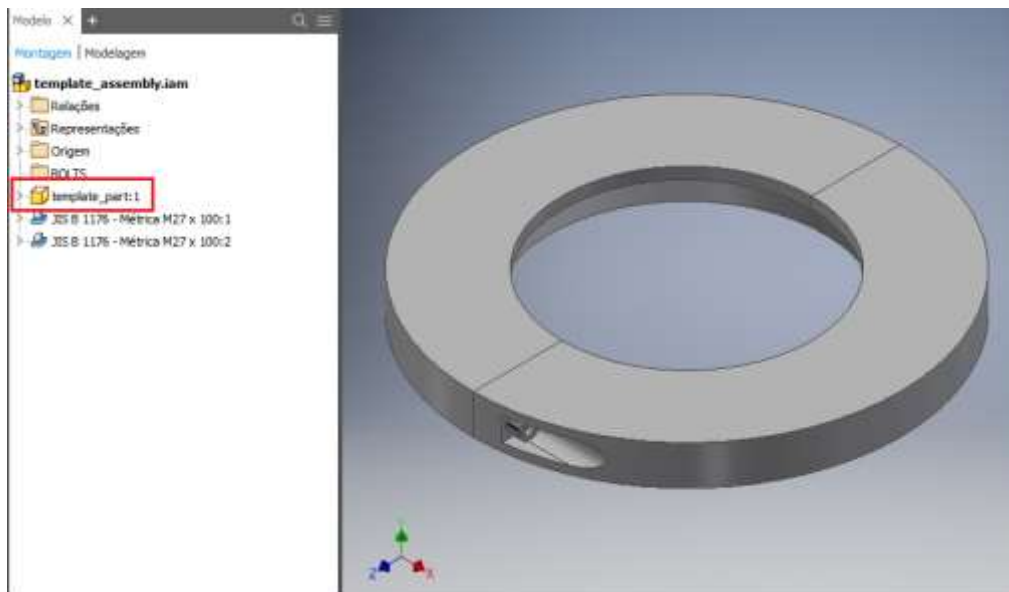 Modelo × +
Montagem | Modelagem
template_assembly.iam
Relações
Representações
Origem
BOLTS
template_part:1
JIS B 1176 - Métrica M27 x 100:1
JIS B 1176 - Métrica M27 x 100:2
Y
Z
X